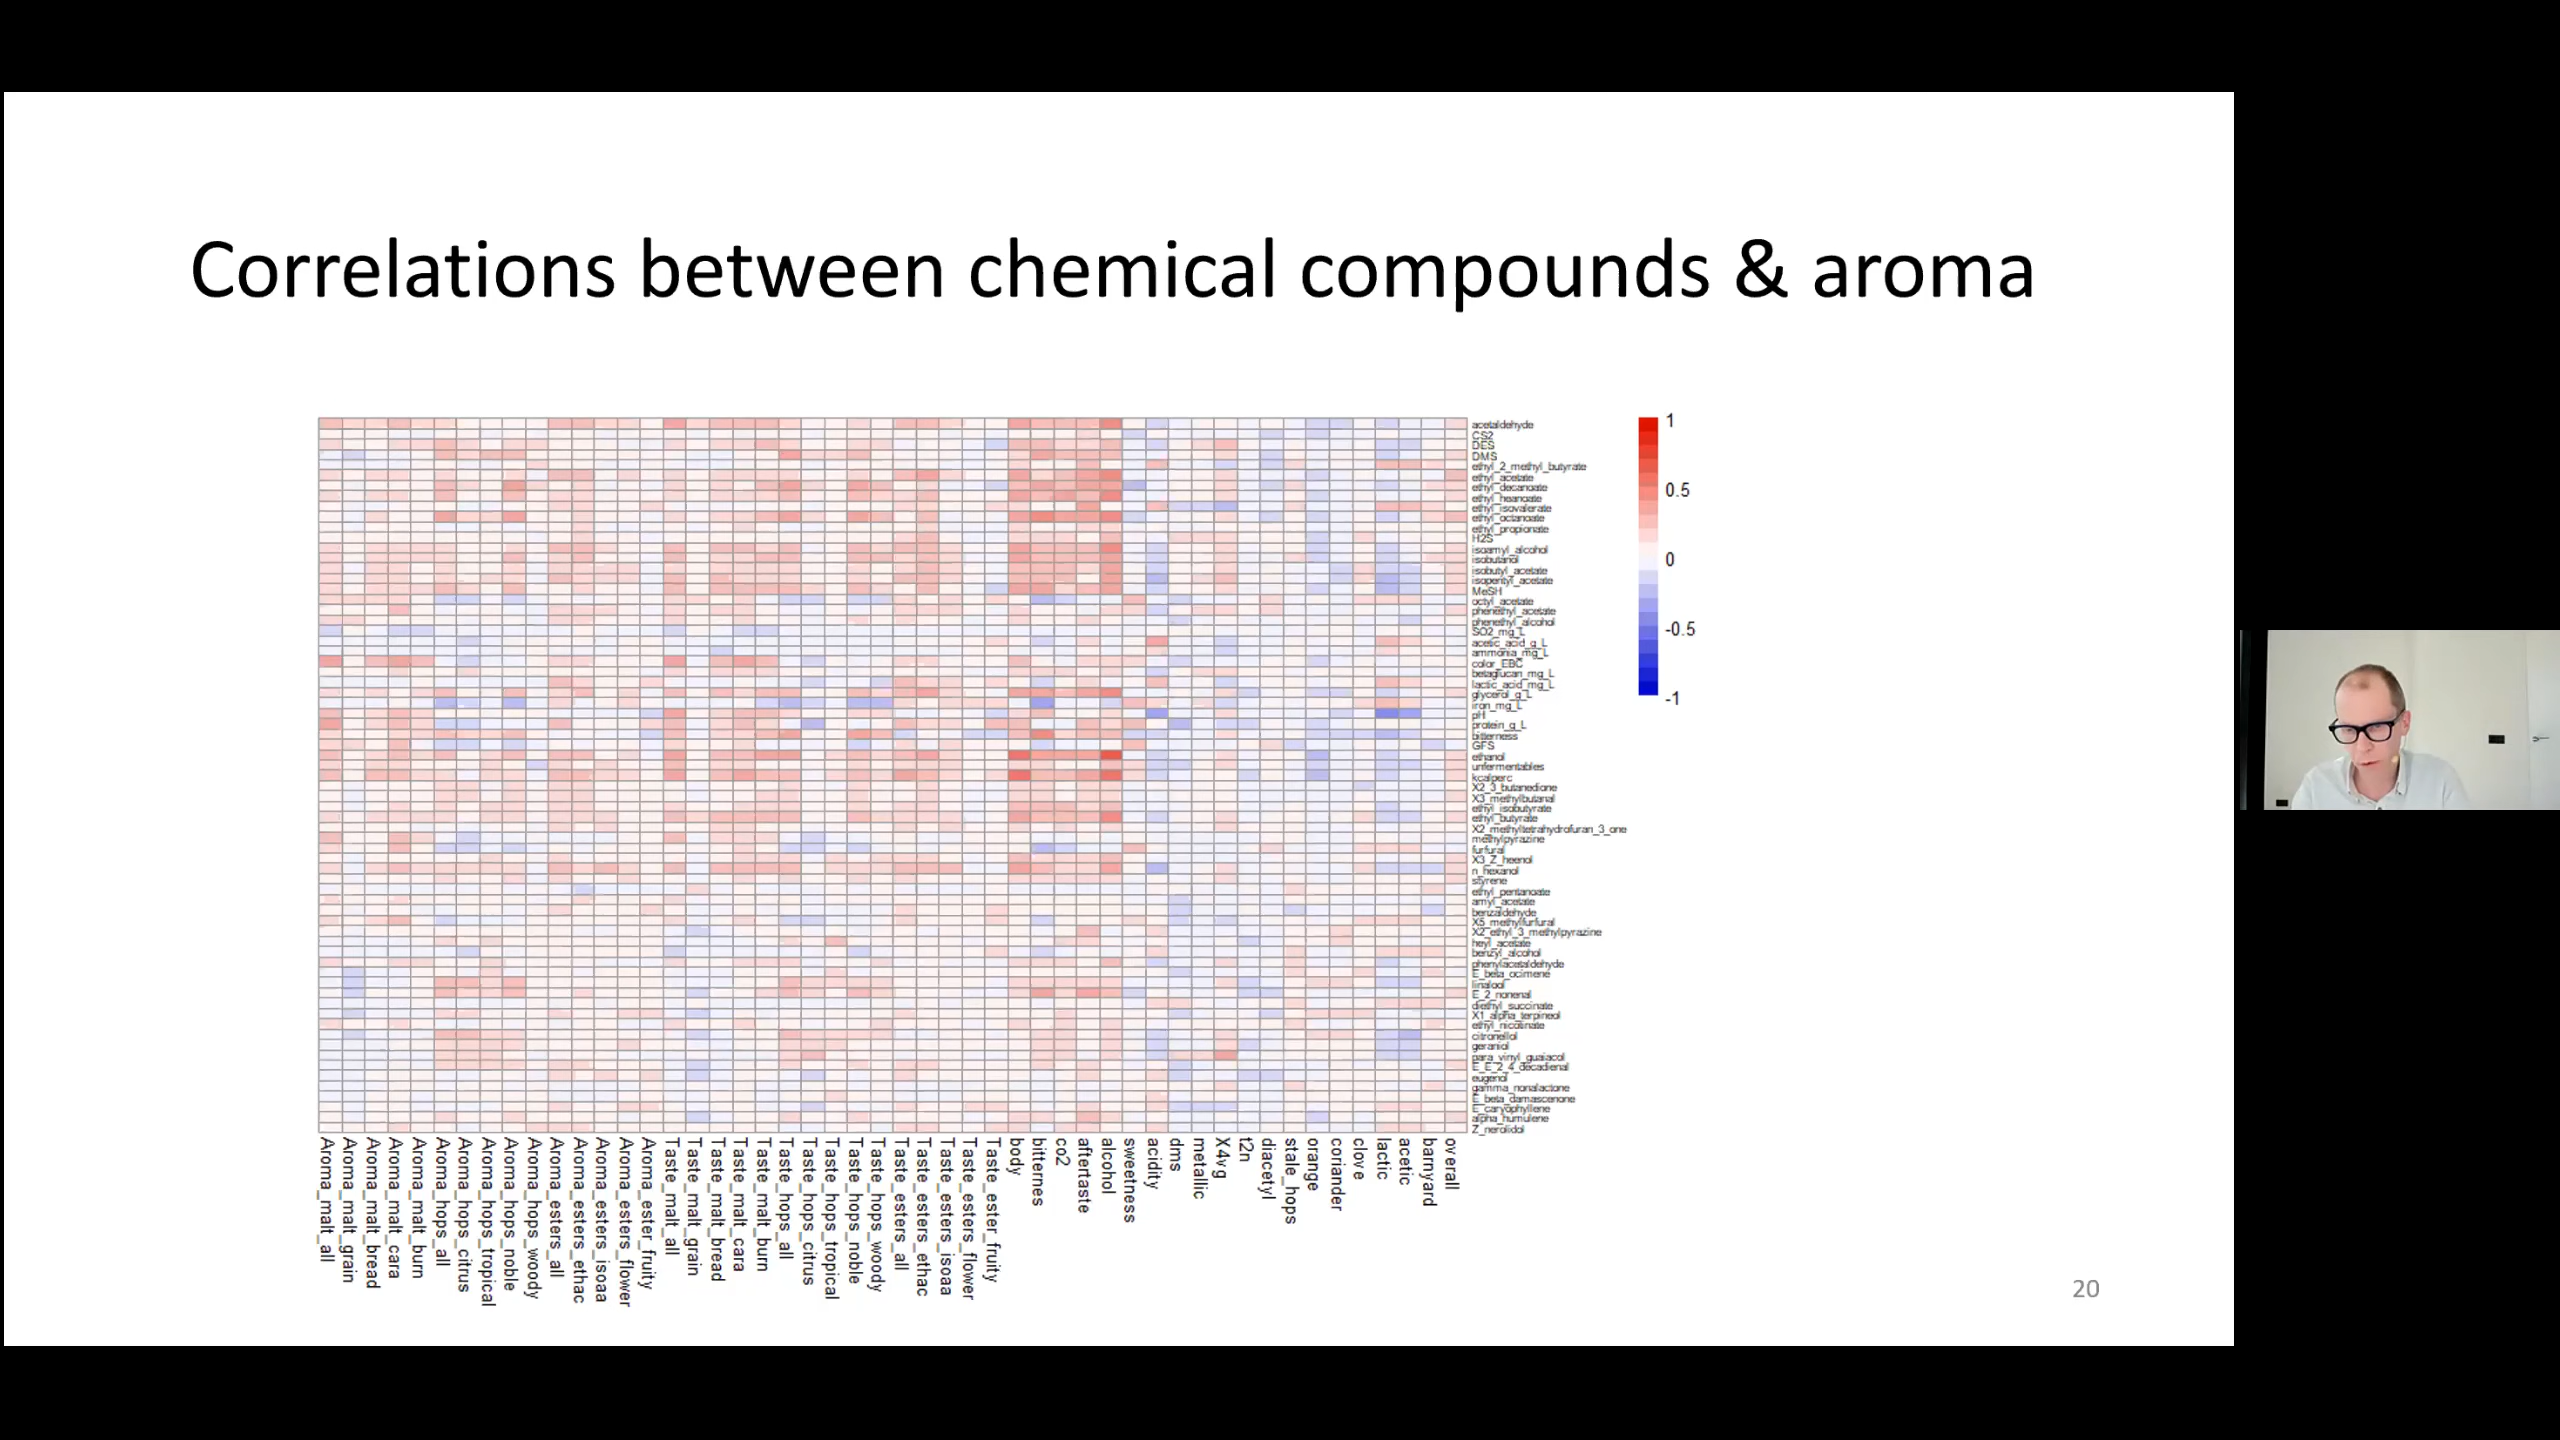 Correlations between chemical compounds & aroma
acetaldehyde
CS2
DES
DMS
ethyl_2_methyl_butyrate
ethyl_acetate
ethyl_decanoate
ethyl_heanoate
ethyl_isovalerate
ethyl_octanoate
ethyl_propionate
H2S
isoamyl_alcohol
isobutanol
isobutyl_acetate
isopentyl_acetate
MeSH
octyl_acetate
phenethyl_acetate
phenethyl_alcohol
SO2_mg_L
acetic_acid_g_L
ammonia_mg_L
color_EBC
betaglucan_mg_L
lactic_acid_mg_L
glycerol_g_L
iron_mg_L
pH
protein_g_L
bitterness
GFS
ethanol
unfermentables
kcalperc
X2_3_butanedione
X3_methylbutanal
ethyl_isobutyrate
ethyl_butyrate
X2_methyltetrahydrofuran_3_one
methylpyrazine
furfural
X3_Z_heenol
n_hexanol
styrene
ethyl_pentanoate
amyl_acetate
benzaldehyde
X5_methylfurfural
X2_ethyl_3_methylpyrazine
heyl_acetate
benzyl_alcohol
phenylacetaldehyde
E_beta_ocimene
linalool
E_2_nonenal
diethyl_succinate
X1_alpha_terpineol
ethyl_nicotinate
citronellol
geraniol
para_vinyl_guaiacol
E_E_2_4_decadienal
eugenol
gamma_nonalactone
E_beta_damascenone
E_caryophyllene
alpha_humulene
Z_nerolidol
1
0.5
0
-0.5
-1
Aroma_malt_all
Aroma_malt_grain
Aroma_malt_bread
Aroma_malt_cara
Aroma_malt_burn
Aroma_hops_all
Aroma_hops_citrus
Aroma_hops_tropical
Aroma_hops_noble
Aroma_hops_woody
Aroma_esters_all
Aroma_esters_ethac
Aroma_esters_isoaa
Aroma_esters_flower
Aroma_ester_fruity
Taste_malt_all
Taste_malt_grain
Taste_malt_bread
Taste_malt_cara
Taste_malt_burn
Taste_hops_all
Taste_hops_citrus
Taste_hops_tropical
Taste_hops_noble
Taste_hops_woody
Taste_esters_all
Taste_esters_ethac
Taste_esters_isoaa
Taste_esters_flower
Taste_ester_fruity
body
bitternes
co2
aftertaste
alcohol
sweetness
acidity
dms
metallic
X4vg
t2n
diacetyl
stale_hops
orange
coriander
clove
lactic
acetic
barnyard
overall
20